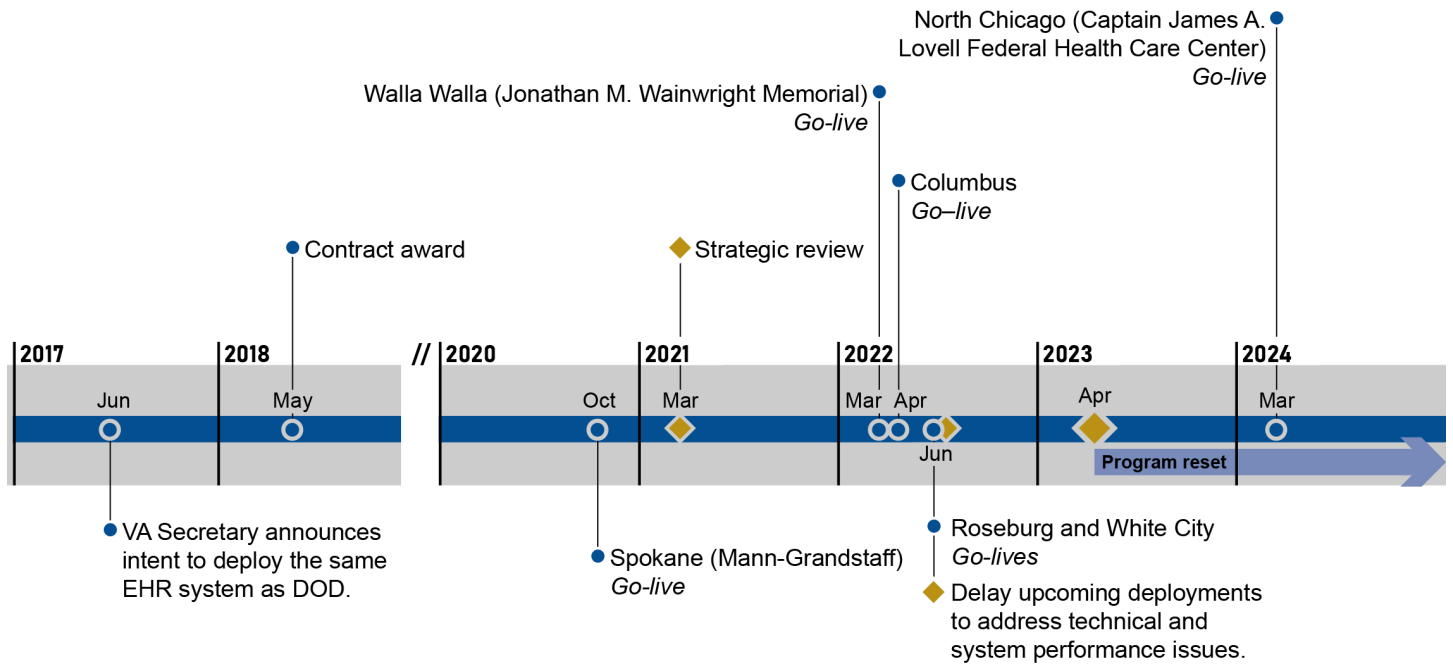 North Chicago (Captain James A.
Lovell Federal Health Care Center)
Go-live
Walla Walla (Jonathan M. Wainwright Memorial)
Go-live
Columbus
Go–live
Contract award
Strategic review
2017
2018
//
2020
2021
2022
2023
2024
Jun
May
Oct
Mar
Mar
Apr
Jun
Apr
Mar
Program reset
VA Secretary announces
intent to deploy the same
EHR system as DOD.
Spokane (Mann-Grandstaff)
Go-live
Roseburg and White City
Go-lives
Delay upcoming deployments
to address technical and
system performance issues.